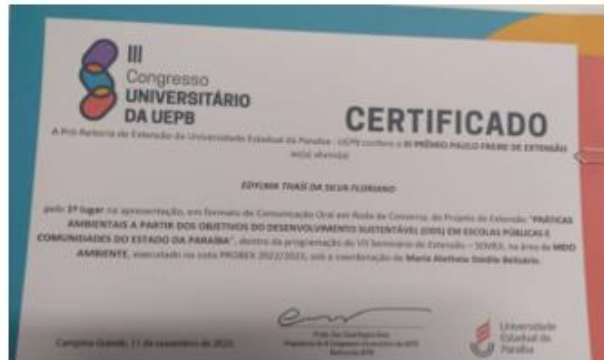 III
Congresso
UNIVERSITÁRIO
DA UEPB
CERTIFICADO
A Pró-Reitoria de Extensão da Universidade Estadual da Paraíba - UEPB confere o III PRÊMIO PAULO FREIRE DE EXTENSÃO
ao(a) aluno(a)
EDYLMA THAÍS DA SILVA FLORIANO
pelo 1º lugar na apresentação, em formato de Comunicação Oral em Roda de Conversa, do Projeto de Extensão "PRÁTICAS
AMBIENTAIS A PARTIR DOS OBJETIVOS DO DESENVOLVIMENTO SUSTENTÁVEL (ODS) EM ESCOLAS PÚBLICAS E
COMUNIDADES DO ESTADO DA PARAÍBA", dentro da programação do VII Seminário de Extensão – SEMEX, na área de MEIO
AMBIENTE, executado na cota PROBEX 2022/2023, sob a coordenação de Maria
Campina Grande, 11 de novembro de 2023.
Universidade
Estadual da
Paraíba